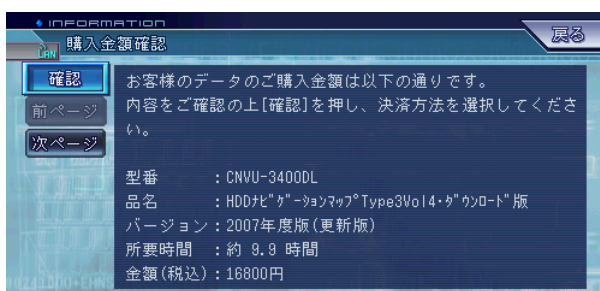 INFORMATION
LAN 購入金額確認
戻る
確認
前ページ
次ページ
お客様のデータのご購入金額は以下の通りです。
内容をご確認の上[確認]を押し、決済方法を選択してくださ
い。
型番　　：CNVU-3400DL
品名　　：HDDﾅﾋﾞｹﾞｰｼｮﾝﾏｯﾌﾟType3Vol4･ﾀﾞｳﾝﾛｰﾄﾞ版
バージョン：2007年度版(更新版)
所要時間　：約 9.9 時間
金額(税込)：16800円